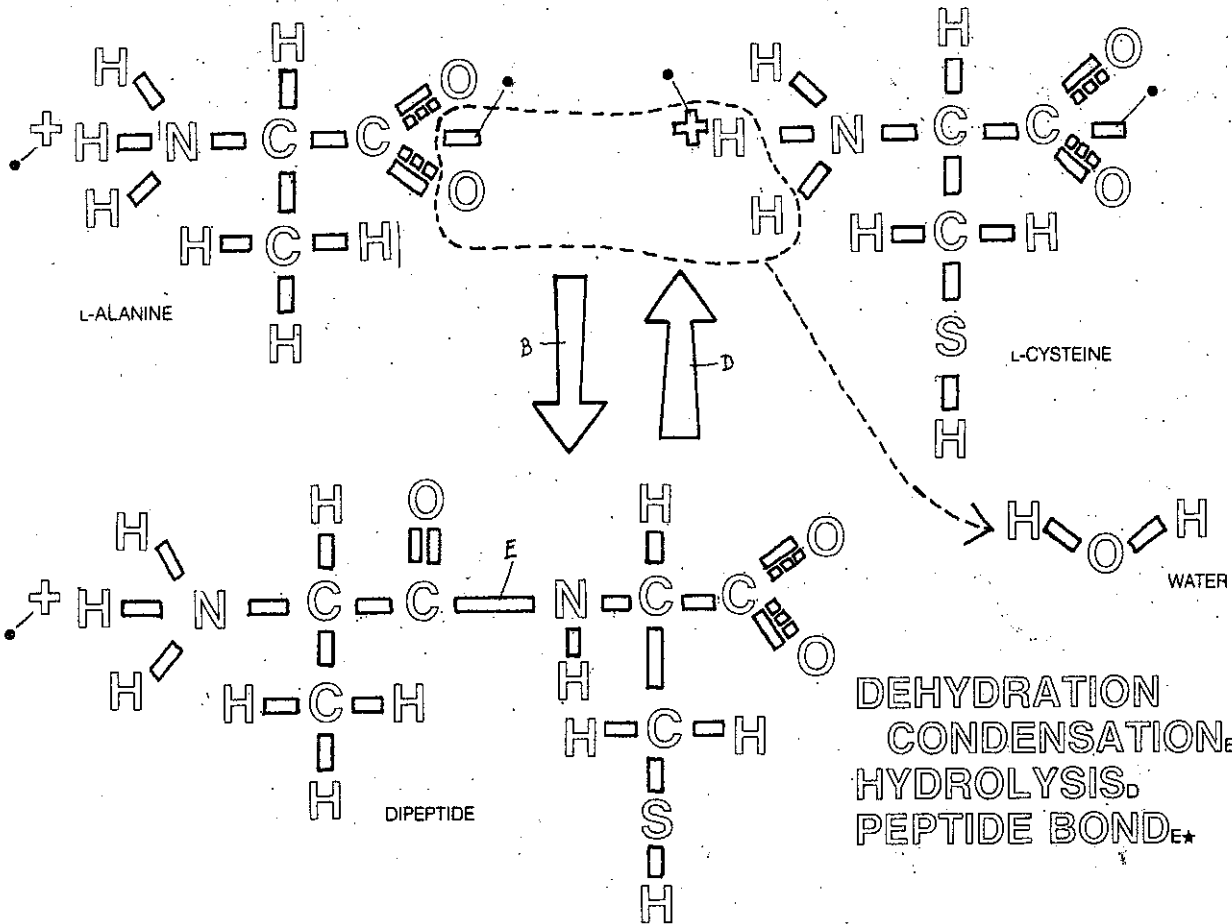 H H
H O H O
+ H N C C + H N C C
H O H O
H C H H C H
L-ALANINE
H S
L-CYSTEINE
B D
H
H O H
H H H
O
WATER
E O
+ H N C C N C C
H H O
H C H H C H
H S
DIPEPTIDE
H
DEHYDRATION
CONDENSATION
HYDROLYSIS D
PEPTIDE BOND E★